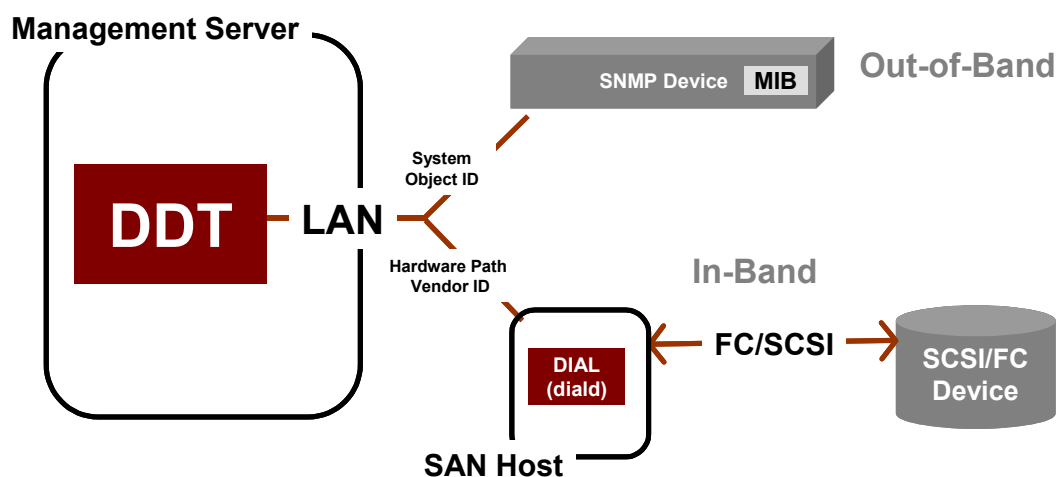 Management Server
SNMP Device
MIB
Out-of-Band
System
Object ID
DDT
LAN
Hardware Path
Vendor ID
In-Band
FC/SCSI
DIAL
(diald)
SCSI/FC
Device
SAN Host